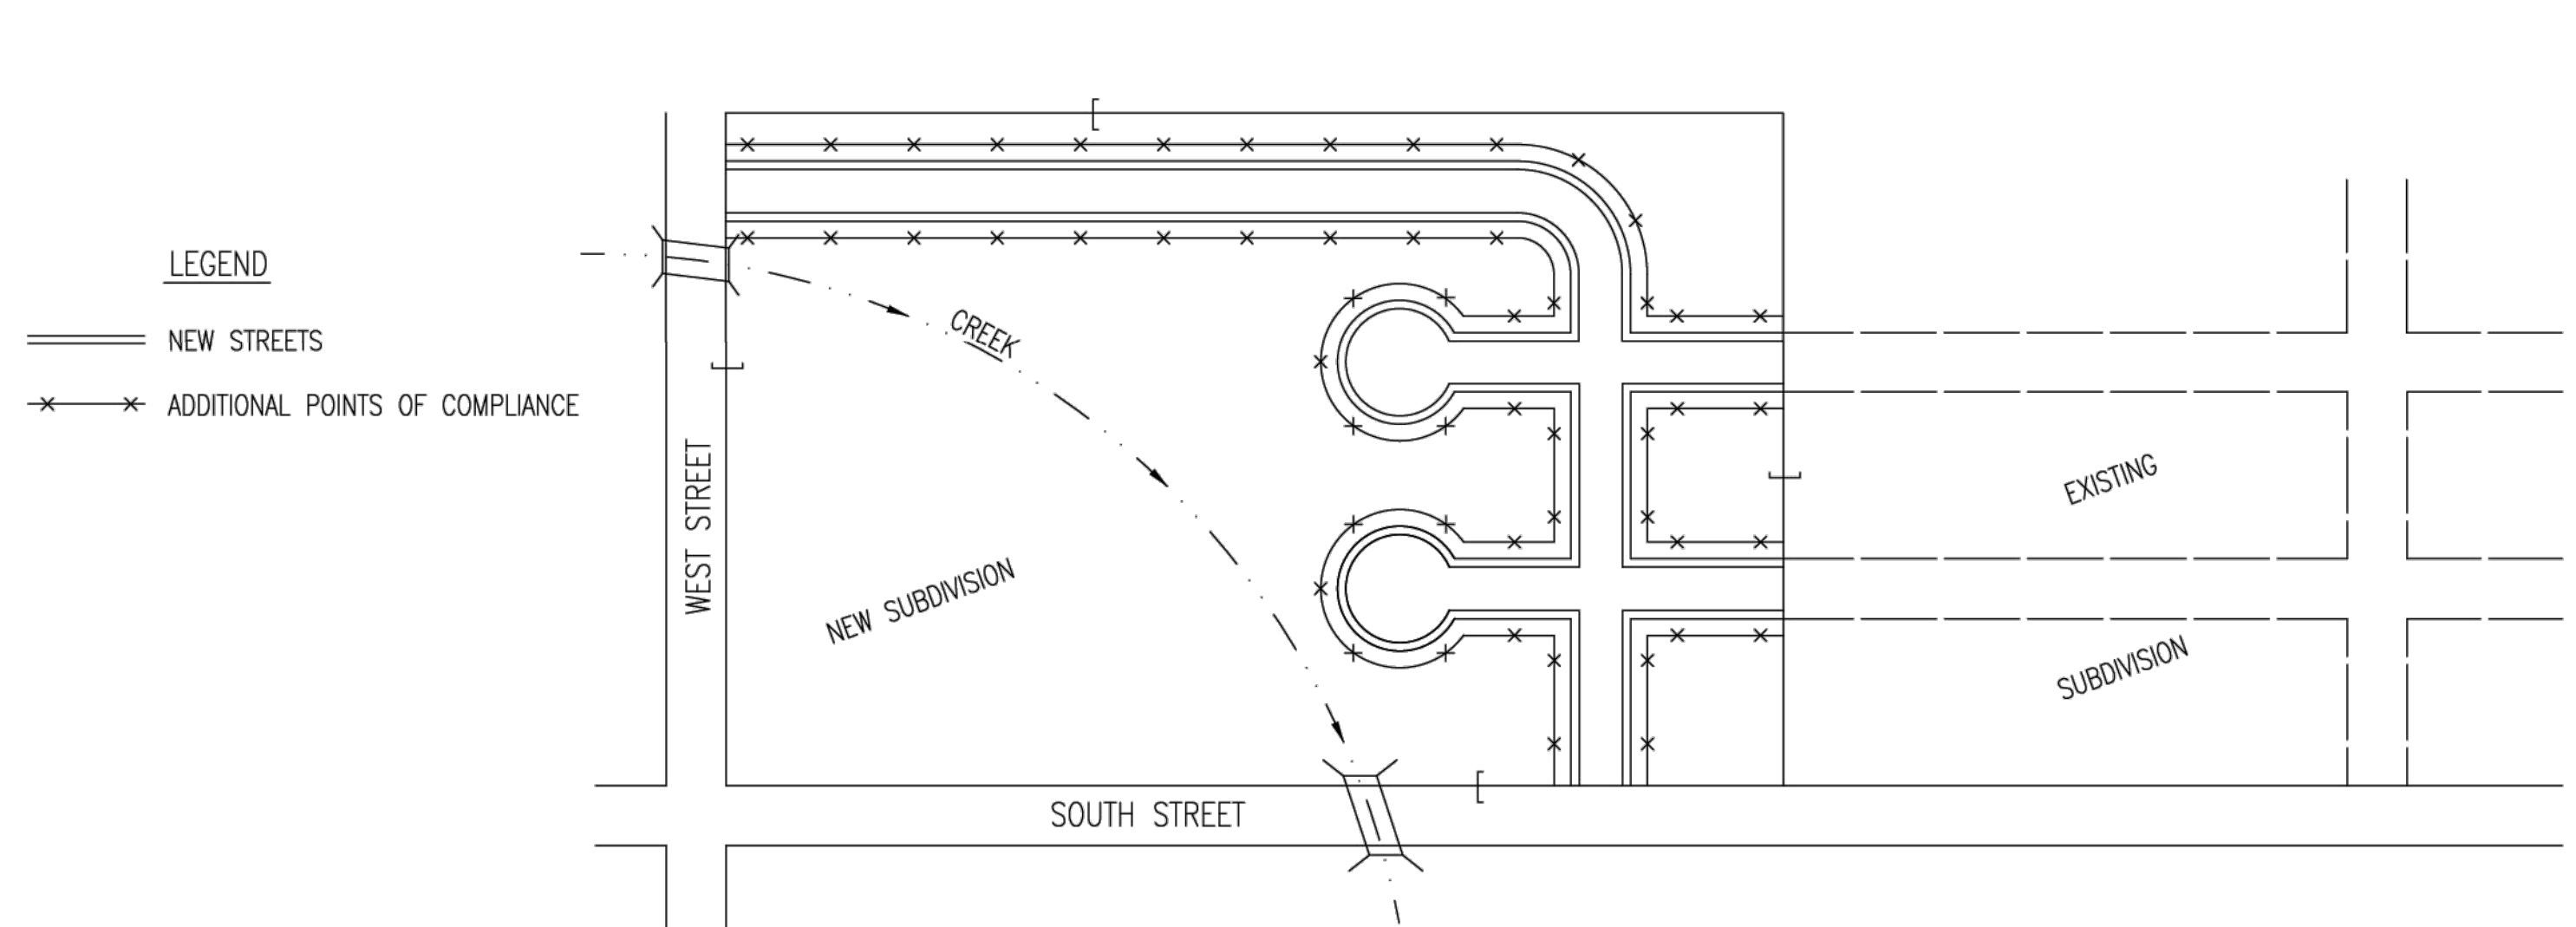 LEGEND
NEW STREETS
ADDITIONAL POINTS OF COMPLIANCE
CREEK
WEST STREET
NEW SUBDIVISION
EXISTING
SUBDIVISION
SOUTH STREET